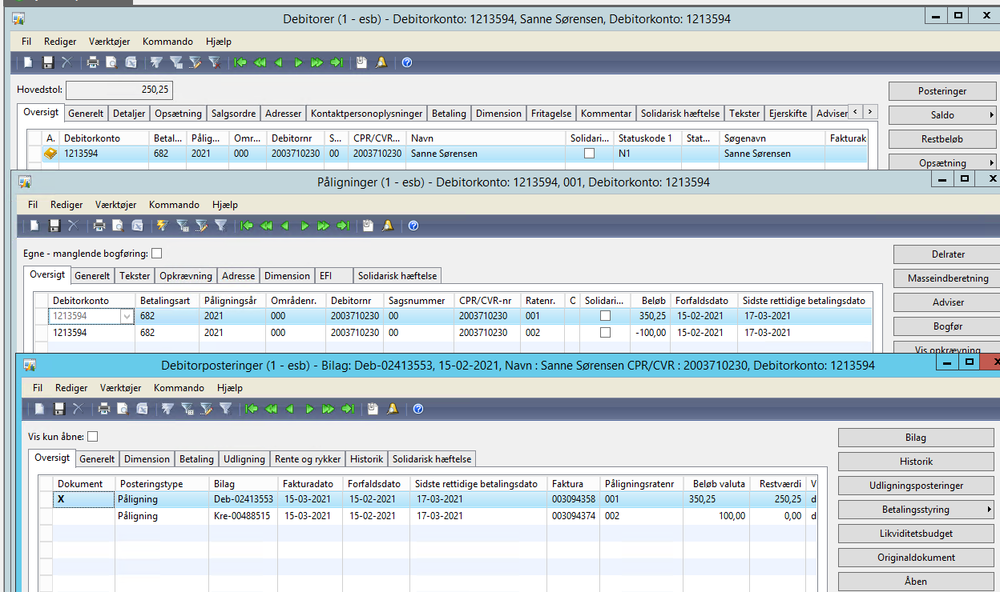 Debitorer (1 - esb) - Debitorkonto: 1213594, Sanne Sørensen, Debitorkonto: 1213594
Fil Rediger Værktøjer Kommando Hjælp
Hovedstol: 250,25
Posteringer
Oversigt Generelt Detaljer Opsætning Salgsordre Adresser Kontaktpersonoplysninger Betaling Dimension Fritagelse Kommentar Solidarisk hæftelse Tekster Ejerskifte Adviser
Saldo
A. Debitorkonto Betal... Pålig... Omr... Debitornr S... CPR/CVR... Navn Solidari... Statuskode 1 Stat... Søgenavn Fakturak
Restbeløb
1213594 682 2021 000 2003710230 00 2003710230 Sanne Sørensen N1 Sanne Sørensen
Opsætning
Påligninger (1 - esb) - Debitorkonto: 1213594, 001, Debitorkonto: 1213594
Fil Rediger Værktøjer Kommando Hjælp
Egne - manglende bogføring:
Delrater
Oversigt Generelt Tekster Opkrævning Adresse Dimension EFI Solidarisk hæftelse
Masseindberetning
Debitorkonto Betalingsart Påligningsår Områdenr. Debitornr Sagsnummer CPR/CVR-nr Ratenr. C Solidari... Beløb Forfaldsdato Sidste rettidige betalingsdato
Adviser
1213594 682 2021 000 2003710230 00 2003710230 001 350,25 15-02-2021 17-03-2021
Bogfør
1213594 682 2021 000 2003710230 00 2003710230 002 -100,00 15-02-2021 17-03-2021
Vis opkrævning
Debitorposteringer (1 - esb) - Bilag: Deb-02413553, 15-02-2021, Navn : Sanne Sørensen CPR/CVR : 2003710230, Debitorkonto: 1213594
Fil Rediger Værktøjer Kommando Hjælp
Vis kun åbne:
Bilag
Oversigt Generelt Dimension Betaling Udligning Rente og rykker Historik Solidarisk hæftelse
Historik
Dokument Posteringstype Bilag Fakturadato Forfaldsdato Sidste rettidige betalingsdato Faktura Påligningsratenr Beløb valuta Restværdi V
Udligningsposteringer
X Påligning Deb-02413553 15-03-2021 15-02-2021 17-03-2021 003094358 001 350,25 250,25 d
Betalingsstyring
Påligning Kre-00488515 15-03-2021 15-02-2021 17-03-2021 003094374 002 100,00 0,00 d
Likviditetsbudget
Originaldokument
Åben